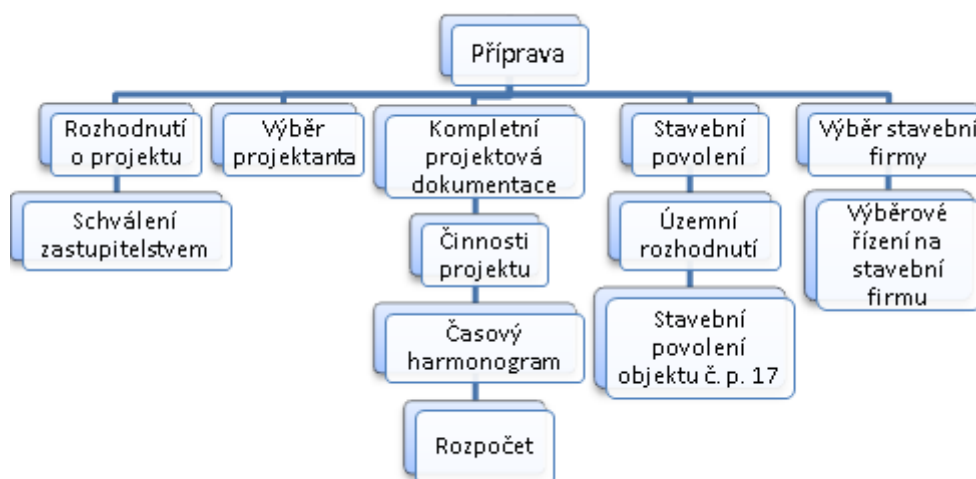 Příprava
Rozhodnutí
o projektu
Výběr
projektanta
Kompletní
projektová
dokumentace
Stavební
povolení
Výběr stavební
firmy
Schválení
zastupitelstvem
Činnosti
projektu
Územní
rozhodnutí
Výběrové
řízení na
stavební
firmu
Časový
harmonogram
Stavební
povolení
objektu č. p. 17
Rozpočet